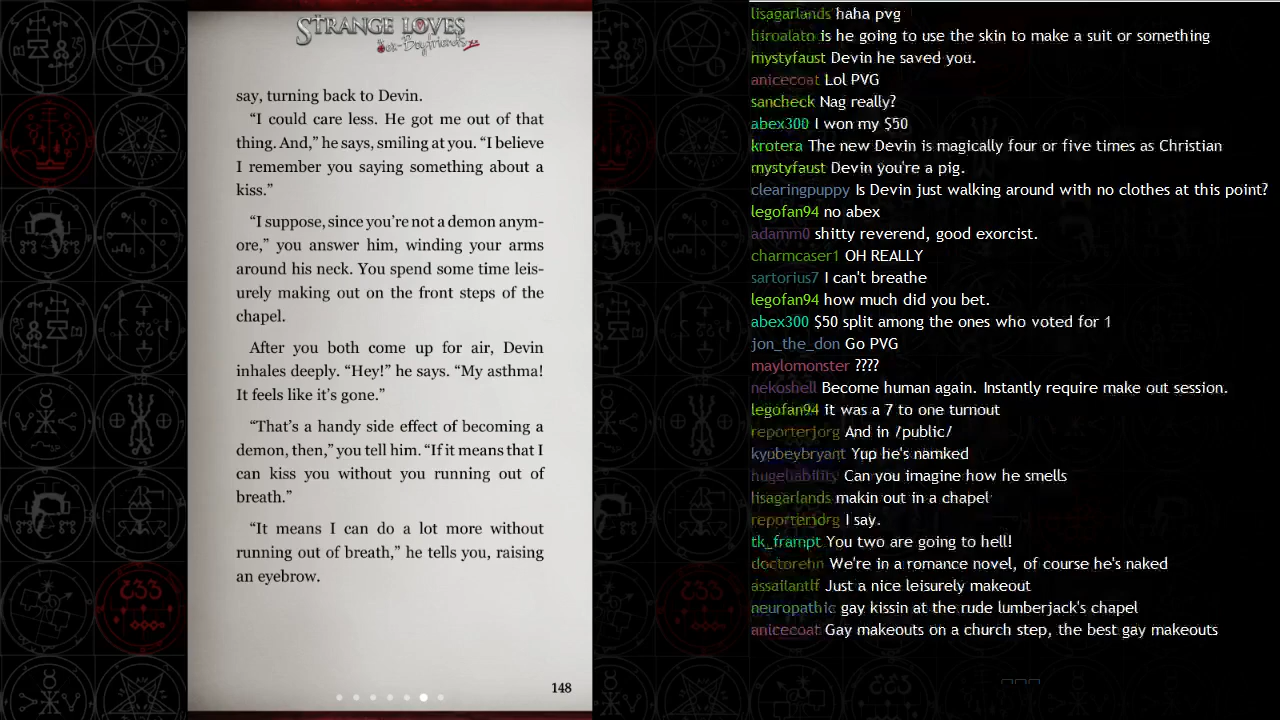 STRANGE LOVES
Vex-Boyfriends
say, turning back to Devin.
“I could care less. He got me out of that
thing. And,” he says, smiling at you. “I believe
I remember you saying something about a
kiss.”
“I suppose, since you’re not a demon anym-
ore,” you answer him, winding your arms
around his neck. You spend some time leis-
urely making out on the front steps of the
chapel.
After you both come up for air, Devin
inhales deeply. “Hey!” he says. “My asthma!
It feels like it’s gone.”
“That’s a handy side effect of becoming a
demon, then,” you tell him. “If it means that I
can kiss you without you running out of
breath.”
“It means I can do a lot more without
running out of breath,” he tells you, raising
an eyebrow.
148
lisagarlands haha pvg
hiroalato is he going to use the skin to make a suit or something
mystyfaust Devin he saved you.
anicecoat Lol PVG
sancheck Nag really?
abex300 I won my $50
krotera The new Devin is magically four or five times as Christian
mystyfaust Devin you're a pig.
clearingpuppy Is Devin just walking around with no clothes at this point?
legofan94 no abex
adamm0 shitty reverend, good exorcist.
charmcaser1 OH REALLY
sartorius7 I can't breathe
legofan94 how much did you bet.
abex300 $50 split among the ones who voted for 1
jon_the_don Go PVG
maylomonster ????
nekoshell Become human again. Instantly require make out session.
legofan94 it was a 7 to one turnout
reporterjorg And in /public/
kyubeybryant Yup he's namked
hugeliability Can you imagine how he smells
lisagarlands makin out in a chapel
reporterjorg I say.
tk_frampt You two are going to hell!
doctorehn We're in a romance novel, of course he's naked
assailantlf Just a nice leisurely makeout
neuropathic gay kissin at the rude lumberjack's chapel
anicecoat Gay makeouts on a church step, the best gay makeouts